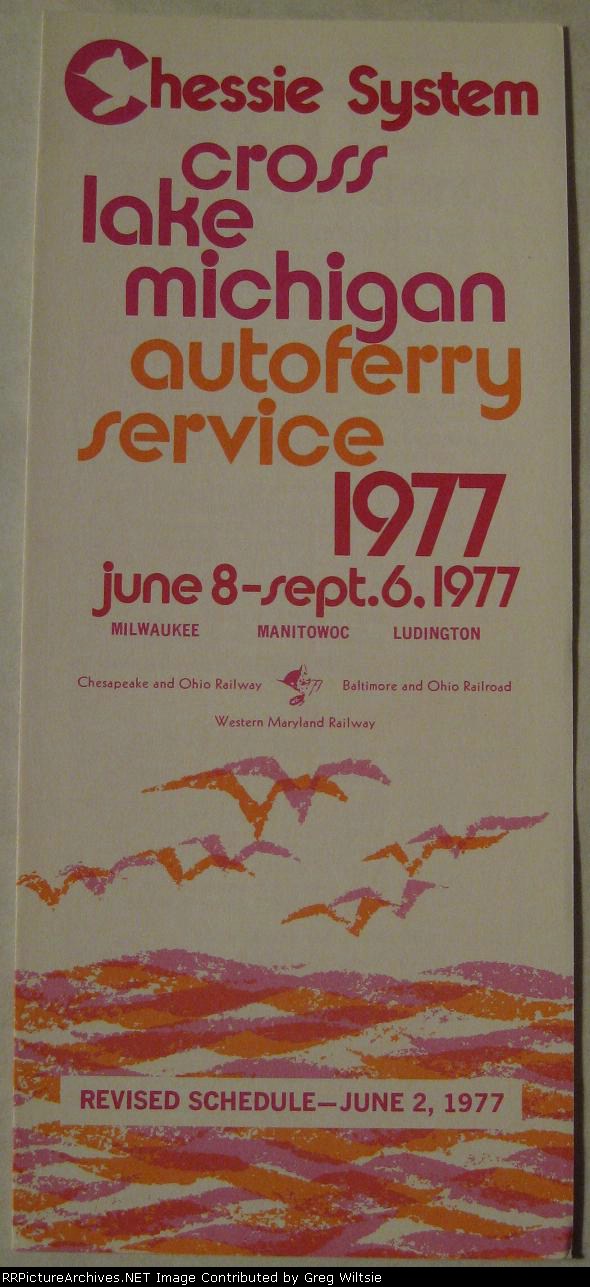 Chessie System
cross
lake
michigan
autoferry
service
1977
june 8-sept.6, 1977
MILWAUKEE MANITOWOC LUDINGTON
Chesapeake and Ohio Railway Baltimore and Ohio Railroad
Western Maryland Railway
REVISED SCHEDULE—JUNE 2, 1977
RRPictureArchives.NET Image Contributed by Greg Wiltsie